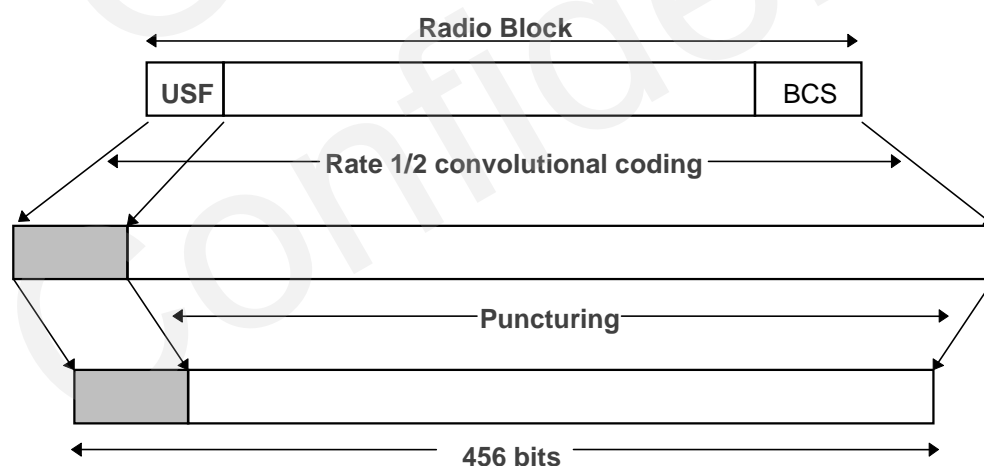 Radio Block
USF
BCS
Rate 1/2 convolutional coding
Puncturing
456 bits